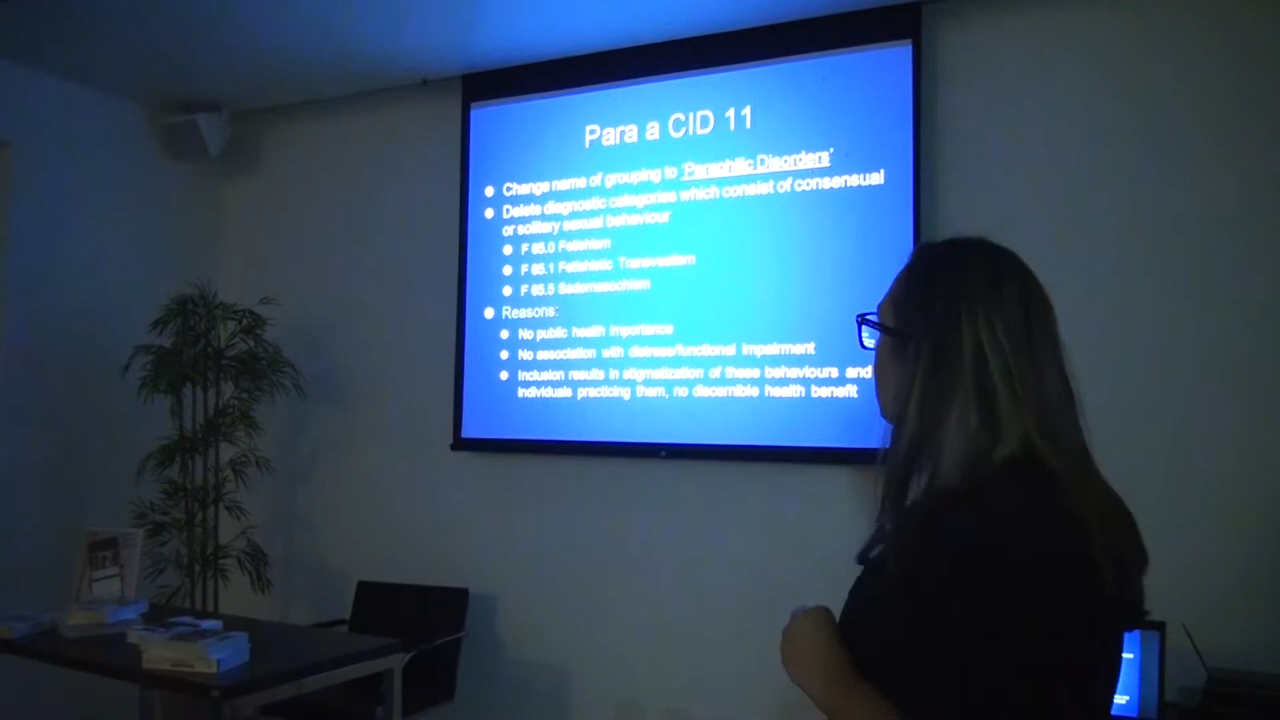 Para a CID 11
Change name of grouping to 'Paraphilic Disorders'
Delete diagnostic categories which consist of consensual
or solitary sexual behaviour
F 65.0 Fetishism
F 65.1 Fetishistic Transvestism
F 65.5 Sadomasochism
Reasons:
No public health importance
No association with distress/functional impairment
Inclusion results in stigmatization of these behaviours and
individuals practicing them, no discernible health benefit